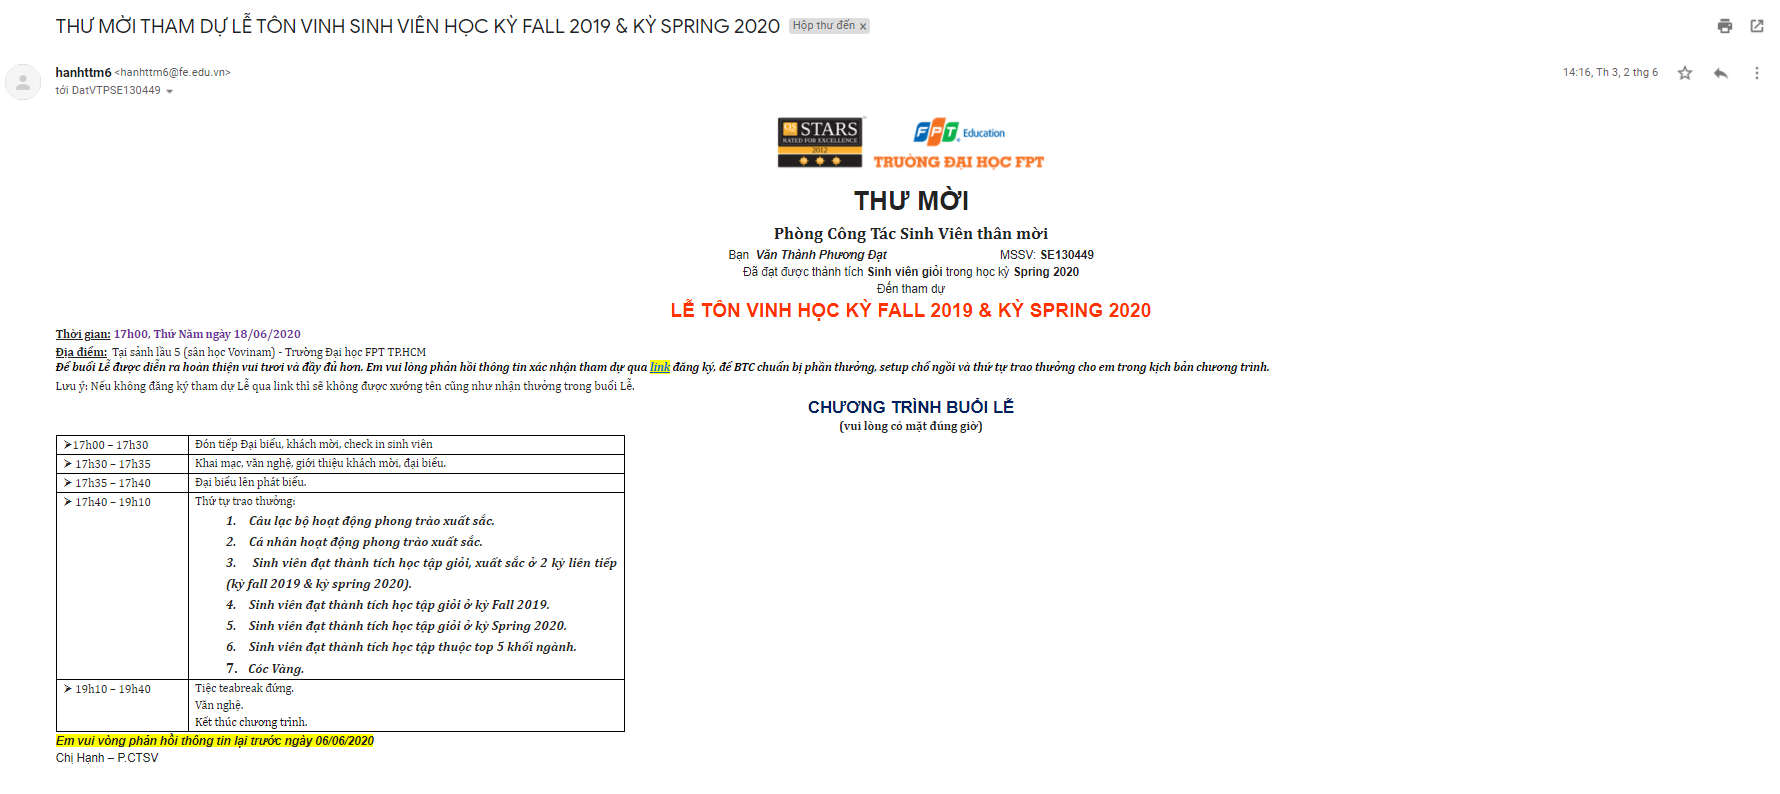 THƯ MỜI THAM DỰ LỄ TÔN VINH SINH VIÊN HỌC KỲ FALL 2019 & KỲ SPRING 2020 Hộp thư đến ×
hanhttm6 <hanhttm6@fe.edu.vn>
14:16, Th 3, 2 thg 6
tới DatVTPSE130449
QS STARS
RATED FOR EXCELLENCE
2012
FPT Education
TRƯỜNG ĐẠI HỌC FPT
THƯ MỜI
Phòng Công Tác Sinh Viên thân mời
Bạn Văn Thành Phương Đạt MSSV: SE130449
Đã đạt được thành tích Sinh viên giỏi trong học kỳ Spring 2020
Đến tham dự
LỄ TÔN VINH HỌC KỲ FALL 2019 & KỲ SPRING 2020
Thời gian: 17h00, Thứ Năm ngày 18/06/2020
Địa điểm: Tại sảnh lầu 5 (sân học Vovinam) - Trường Đại học FPT TP.HCM
Để buổi Lễ được diễn ra hoàn thiện vui tươi và đầy đủ hơn. Em vui lòng phản hồi thông tin xác nhận tham dự qua link đăng ký, để BTC chuẩn bị phần thưởng, setup chổ ngồi và thứ tự trao thưởng cho em trong kịch bản chương trình.
Lưu ý: Nếu không đăng ký tham dự Lễ qua link thì sẽ không được xướng tên cũng như nhận thưởng trong buổi Lễ.
CHƯƠNG TRÌNH BUỔI LỄ
(vui lòng có mặt đúng giờ)
➢17h00 – 17h30 Đón tiếp Đại biểu, khách mời, check in sinh viên
➢ 17h30 – 17h35 Khai mạc, văn nghệ, giới thiệu khách mời, đại biểu.
➢ 17h35 – 17h40 Đại biểu lên phát biểu.
➢ 17h40 – 19h10 Thứ tự trao thưởng:
1. Câu lạc bộ hoạt động phong trào xuất sắc.
2. Cá nhân hoạt động phong trào xuất sắc.
3. Sinh viên đạt thành tích học tập giỏi, xuất sắc ở 2 kỳ liên tiếp
(kỳ fall 2019 & kỳ spring 2020).
4. Sinh viên đạt thành tích học tập giỏi ở kỳ Fall 2019.
5. Sinh viên đạt thành tích học tập giỏi ở kỳ Spring 2020.
6. Sinh viên đạt thành tích học tập thuộc top 5 khối ngành.
7. Cóc Vàng.
➢ 19h10 – 19h40 Tiệc teabreak đứng.
Văn nghệ.
Kết thúc chương trình.
Em vui vòng phản hồi thông tin lại trước ngày 06/06/2020
Chị Hạnh – P.CTSV